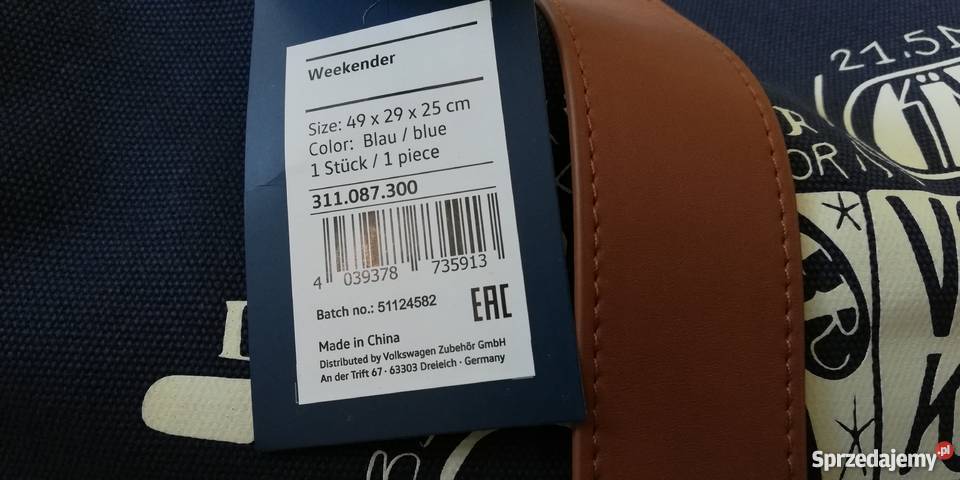 Weekender
Size: 49 x 29 x 25 cm
Color: Blau / blue
1 Stück / 1 piece
311.087.300
4 039378 735913
Batch no.: 51124582
EAC
Made in China
Distributed by Volkswagen Zubehör GmbH
An der Trift 67 · 63303 Dreieich · Germany
21.5
Sprzedajemy.pl